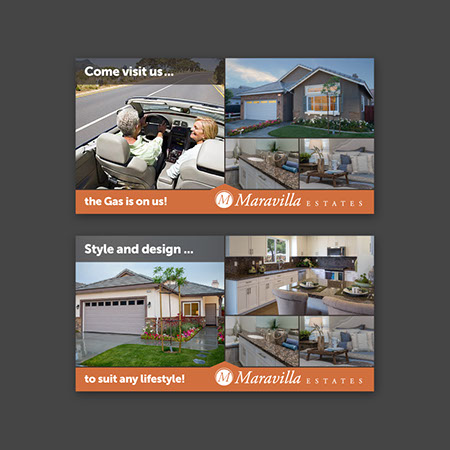 Come visit us ...
the Gas is on us!
M Maravilla ESTATES
Style and design ...
to suit any lifestyle!
M Maravilla ESTATES